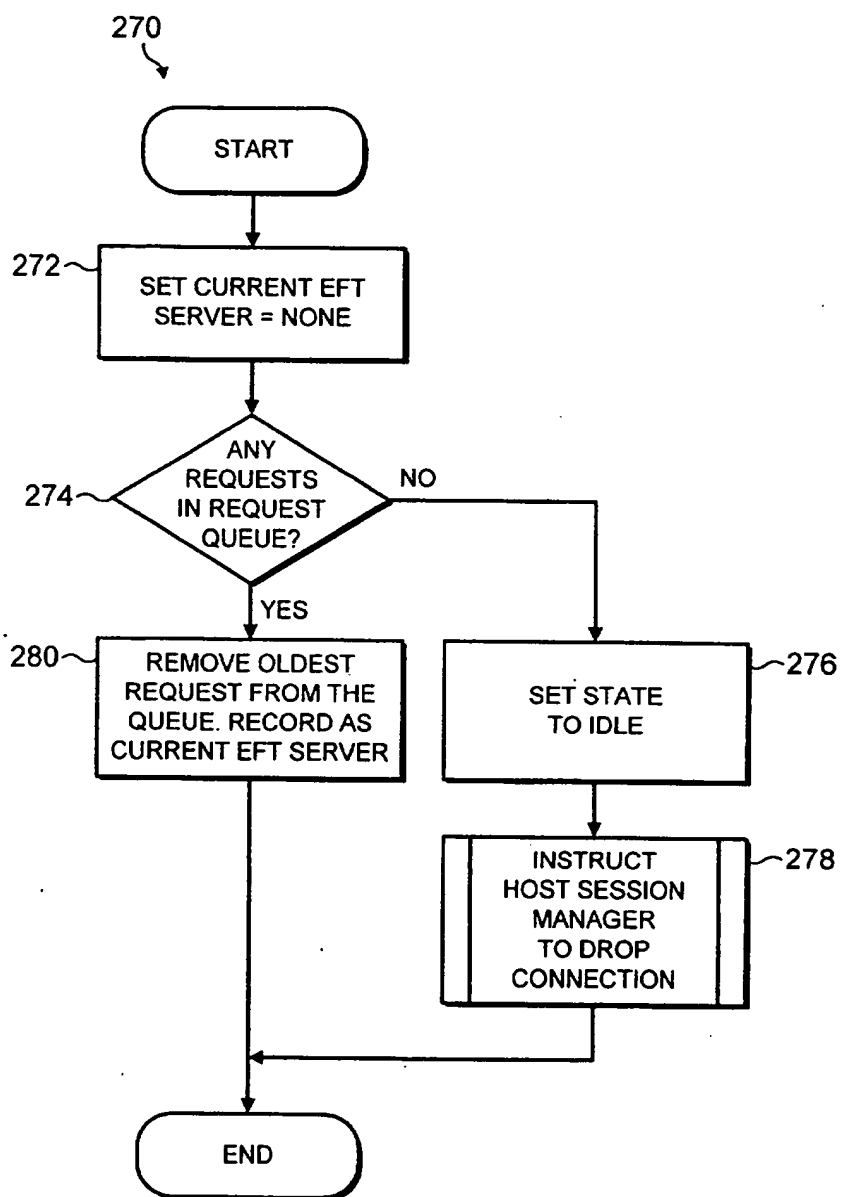 270
START
272
SET CURRENT EFT
SERVER = NONE
274
ANY
REQUESTS
IN REQUEST
QUEUE?
NO
YES
280
REMOVE OLDEST
REQUEST FROM THE
QUEUE. RECORD AS
CURRENT EFT SERVER
276
SET STATE
TO IDLE
278
INSTRUCT
HOST SESSION
MANAGER
TO DROP
CONNECTION
END